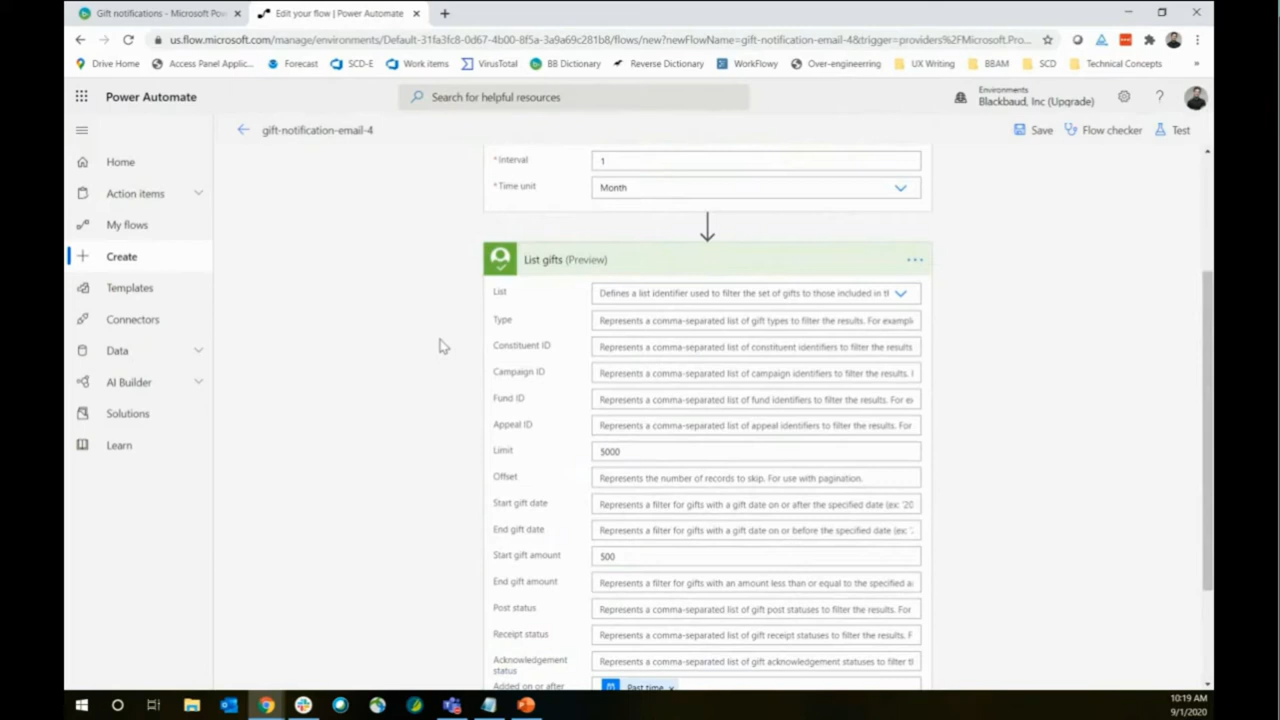 Gift notifications - Microsoft Pow
Edit your flow | Power Automate
us.flow.microsoft.com/manage/environments/Default-31fa3fc8-0d67-4b00-8f5a-3a9a69c281b8/flows/new?newFlowName=gift-notification-email-4&trigger=providers%2FMicrosoft.Pro...
Drive Home
Access Panel Applic...
Forecast
SCD-E
Work items
VirusTotal
BB Dictionary
Reverse Dictionary
WorkFlowy
Over-engineering
UX Writing
BBAM
SCD
Technical Concepts
»
Power Automate
Search for helpful resources
Environments
Blackbaud, Inc (Upgrade)
gift-notification-email-4
Save
Flow checker
Test
Home
Action items
My flows
Create
Templates
Connectors
Data
AI Builder
Solutions
Learn
* Interval
1
* Time unit
Month
List gifts (Preview)
List
Defines a list identifier used to filter the set of gifts to those included in th
Type
Represents a comma-separated list of gift types to filter the results. For exampl
Constituent ID
Represents a comma-separated list of constituent identifiers to filter the results
Campaign ID
Represents a comma-separated list of campaign identifiers to filter the results.
Fund ID
Represents a comma-separated list of fund identifiers to filter the results. For e
Appeal ID
Represents a comma-separated list of appeal identifiers to filter the results. For
Limit
5000
Offset
Represents the number of records to skip. For use with pagination.
Start gift date
Represents a filter for gifts with a gift date on or after the specified date (ex: '20
End gift date
Represents a filter for gifts with a gift date on or before the specified date (ex: '
Start gift amount
500
End gift amount
Represents a filter for gifts with an amount less than or equal to the specified a
Post status
Represents a comma-separated list of gift post statuses to filter the results. For
Receipt status
Represents a comma-separated list of gift receipt statuses to filter the results. F
Acknowledgement
status
Represents a comma-separated list of gift acknowledgement statuses to filter th
Added on or after
Past time
10:19 AM
9/1/2020